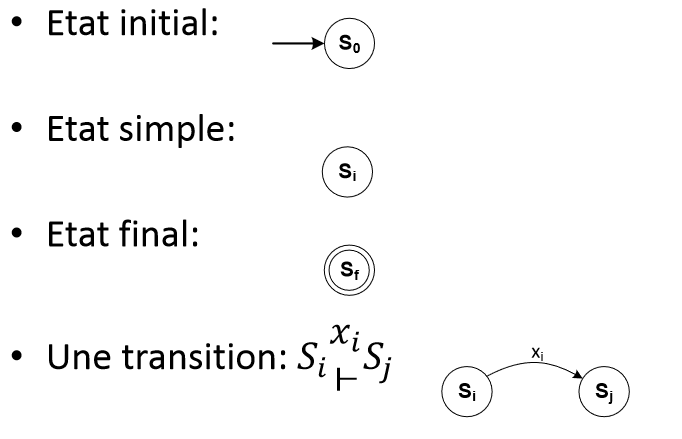 • Etat initial:
S₀
• Etat simple:
Sᵢ
• Etat final:
S_f
• Une transition: Sᵢ ⊢^{xᵢ} Sⱼ
xᵢ
Sᵢ Sⱼ